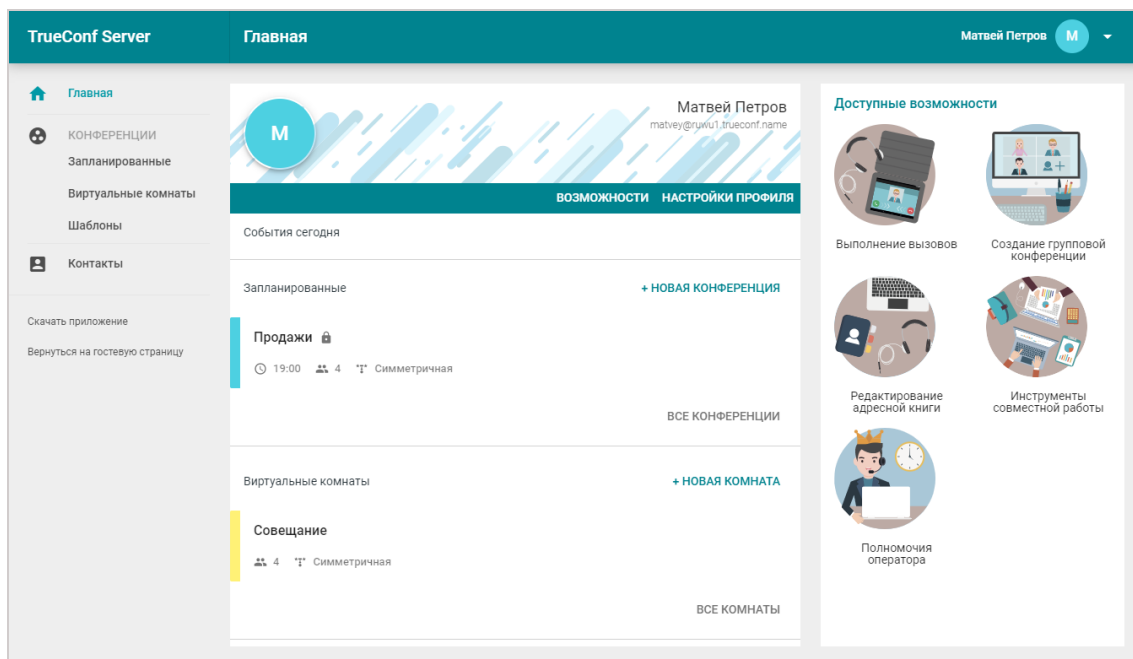 TrueConf Server
Главная
Матвей Петров
М
Главная
КОНФЕРЕНЦИИ
Запланированные
Виртуальные комнаты
Шаблоны
Контакты
Скачать приложение
Вернуться на гостевую страницу
М
Матвей Петров
matvey@ruwu1.trueconf.name
ВОЗМОЖНОСТИ НАСТРОЙКИ ПРОФИЛЯ
События сегодня
Запланированные
+ НОВАЯ КОНФЕРЕНЦИЯ
Продажи
19:00 4 Симметричная
ВСЕ КОНФЕРЕНЦИИ
Виртуальные комнаты
+ НОВАЯ КОМНАТА
Совещание
4 Симметричная
ВСЕ КОМНАТЫ
Доступные возможности
Выполнение вызовов
Создание групповой
конференции
Редактирование
адресной книги
Инструменты
совместной работы
Полномочия
оператора